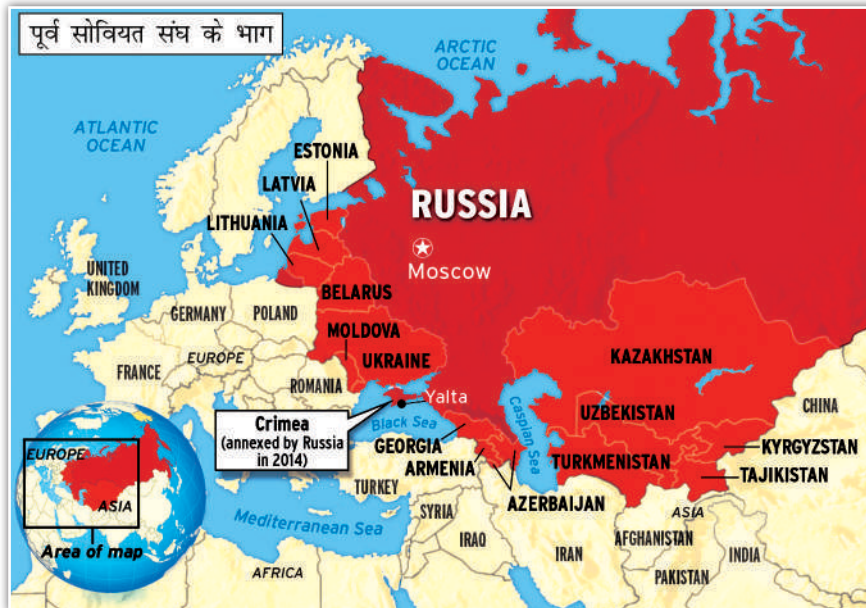 पूर्व सोवियत संघ के भाग
ARCTIC
OCEAN
ATLANTIC
OCEAN
ESTONIA
LATVIA
LITHUANIA
RUSSIA
Moscow
UNITED
KINGDOM
BELARUS
GERMANY
POLAND
MOLDOVA
UKRAINE
KAZAKHSTAN
EUROPE
FRANCE
ROMANIA
Yalta
UZBEKISTAN
CHINA
Crimea
(annexed by Russia
in 2014)
Black Sea
Caspian Sea
GEORGIA
ARMENIA
TURKMENISTAN
KYRGYZSTAN
TAJIKISTAN
AZERBAIJAN
TURKEY
EUROPE
ASIA
Area of map
Mediterranean Sea
SYRIA
IRAQ
IRAN
AFGHANISTAN
ASIA
PAKISTAN
INDIA
AFRICA